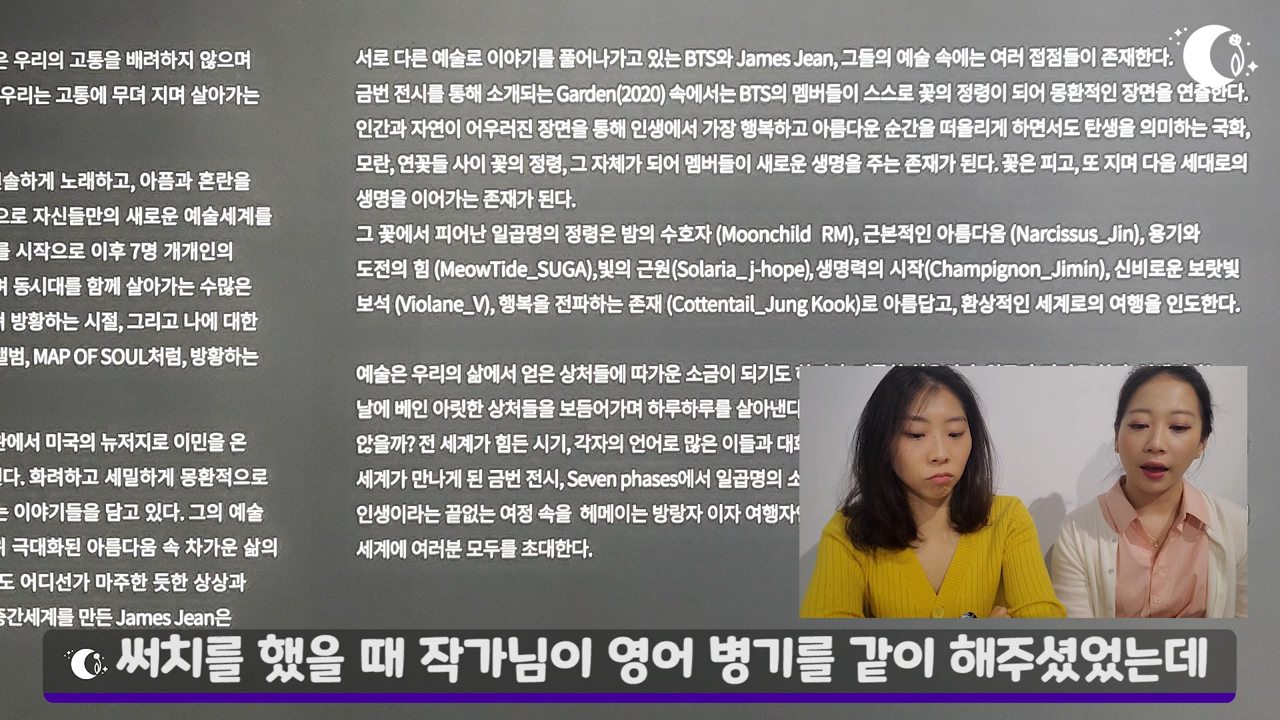 우리의 고통을 배려하지 않으며
우리는 고통에 무뎌 지며 살아가는
노래하고, 아픔과 혼란을
자신들만의 새로운 예술세계를
시작으로 이후 7명 개개인의
동시대를 함께 살아가는 수많은
방황하는 시절, 그리고 나에 대한
MAP OF SOUL처럼, 방황하는
미국의 뉴저지로 이민을 온
화려하고 세밀하게 몽환적으로
이야기들을 담고 있다. 그의 예술
극대화된 아름다움 속 차가운 삶의
어디선가 마주한 듯한 상상과
만든 James Jean은
서로 다른 예술로 이야기를 풀어나가고 있는 BTS와 James Jean, 그들의 예술 속에는 여러 접점들이 존재한다.
금번 전시를 통해 소개되는 Garden(2020) 속에서는 BTS의 멤버들이 스스로 꽃의 정령이 되어 몽환적인 장면을 연출한다.
인간과 자연이 어우러진 장면을 통해 인생에서 가장 행복하고 아름다운 순간을 떠올리게 하면서도 탄생을 의미하는 국화,
모란, 연꽃들 사이 꽃의 정령, 그 자체가 되어 멤버들이 새로운 생명을 주는 존재가 된다. 꽃은 피고, 또 지며 다음 세대로의
생명을 이어가는 존재가 된다.
그 꽃에서 피어난 일곱명의 정령은 밤의 수호자 (Moonchild RM), 근본적인 아름다움 (Narcissus_Jin), 용기와
도전의 힘 (MeowTide_SUGA),빛의 근원(Solaria_j-hope),생명력의 시작(Champignon_Jimin), 신비로운 보랏빛
보석 (Violane_V), 행복을 전파하는 존재 (Cottentail_Jung Kook)로 아름답고, 환상적인 세계로의 여행을 인도한다.
예술은 우리의 삶에서 얻은 상처들에 따가운 소금이 되기도
날에 베인 아릿한 상처들을 보듬어가며 하루하루를
않을까? 전 세계가 힘든 시기, 각자의 언어로 많은 이들과
세계가 만나게 된 금번 전시, Seven phases에서 일곱명의
인생이라는 끝없는 여정 속을 헤메이는 방랑자 이자
세계에 여러분 모두를 초대한다.
써치를 했을 때 작가님이 영어 병기를 같이 해주셨었는데